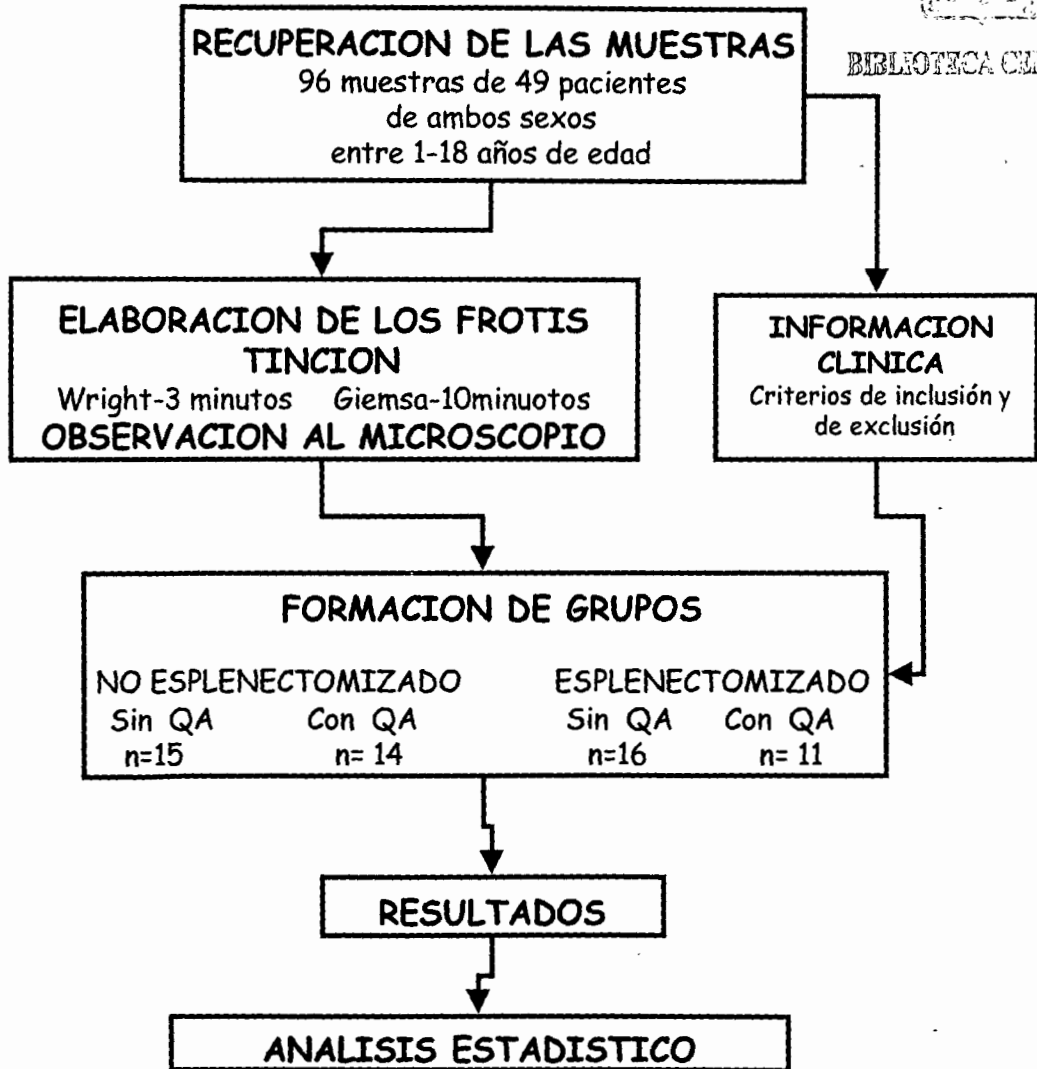 BIBLIOTECA
RECUPERACION DE LAS MUESTRAS
96 muestras de 49 pacientes
de ambos sexos
entre 1-18 años de edad
ELABORACION DE LOS FROTIS
TINCION
Wright-3 minutos Giemsa-10minuotos
OBSERVACION AL MICROSCOPIO
INFORMACION
CLINICA
Criterios de inclusión y
de exclusión
FORMACION DE GRUPOS
NO ESPLENECTOMIZADO ESPLENECTOMIZADO
Sin QA Con QA Sin QA Con QA
n=15 n= 14 n=16 n= 11
RESULTADOS
ANALISIS ESTADISTICO